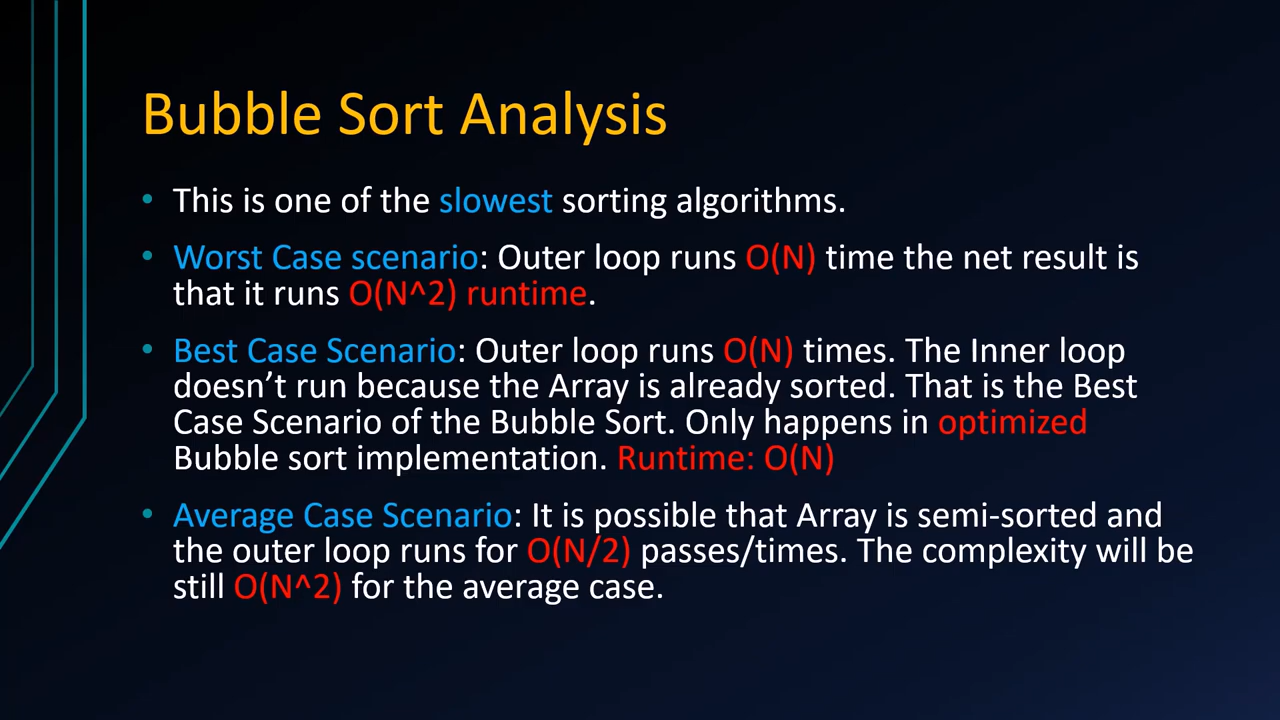 Bubble Sort Analysis
• This is one of the slowest sorting algorithms.
• Worst Case scenario: Outer loop runs O(N) time the net result is
that it runs O(N^2) runtime.
• Best Case Scenario: Outer loop runs O(N) times. The Inner loop
doesn’t run because the Array is already sorted. That is the Best
Case Scenario of the Bubble Sort. Only happens in optimized
Bubble sort implementation. Runtime: O(N)
• Average Case Scenario: It is possible that Array is semi-sorted and
the outer loop runs for O(N/2) passes/times. The complexity will be
still O(N^2) for the average case.